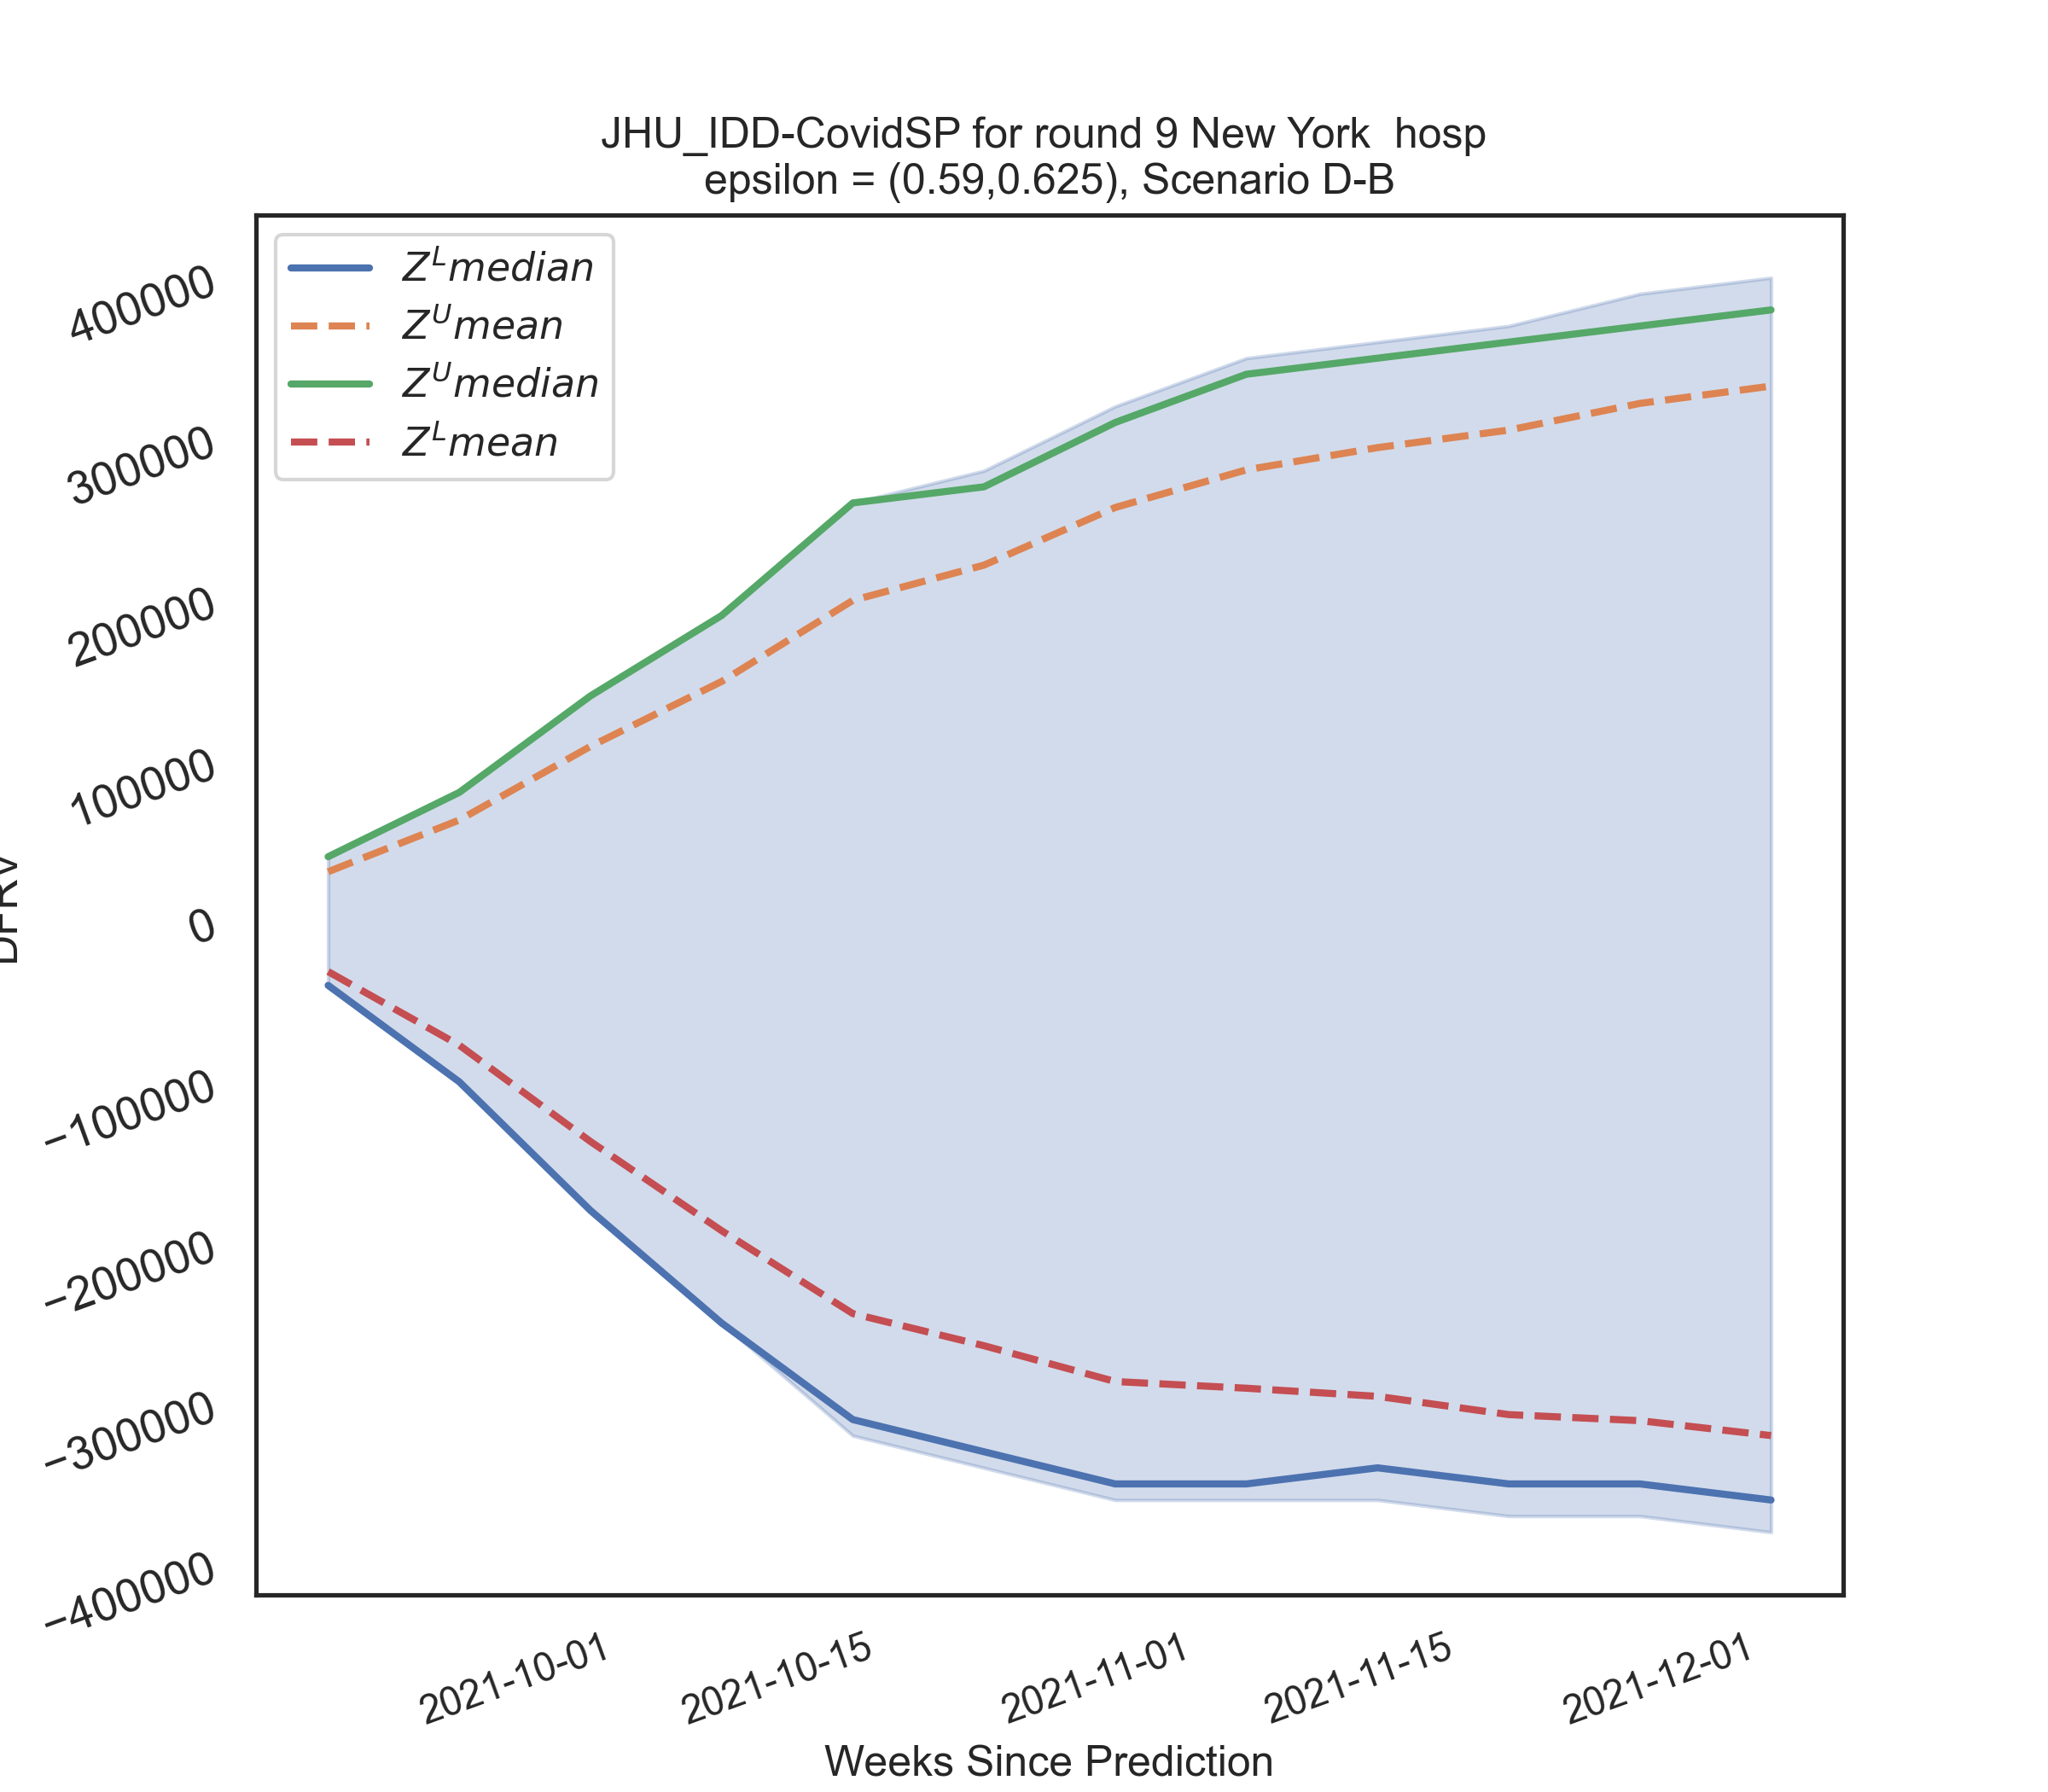 JHU_IDD-CovidSP for round 9 New York  hosp
epsilon = (0.59,0.625), Scenario D-B
Z^L median
Z^U mean
Z^U median
Z^L mean
400000
300000
200000
100000
0
−100000
−200000
−300000
−400000
2021-10-01
2021-10-15
2021-11-01
2021-11-15
2021-12-01
Weeks Since Prediction